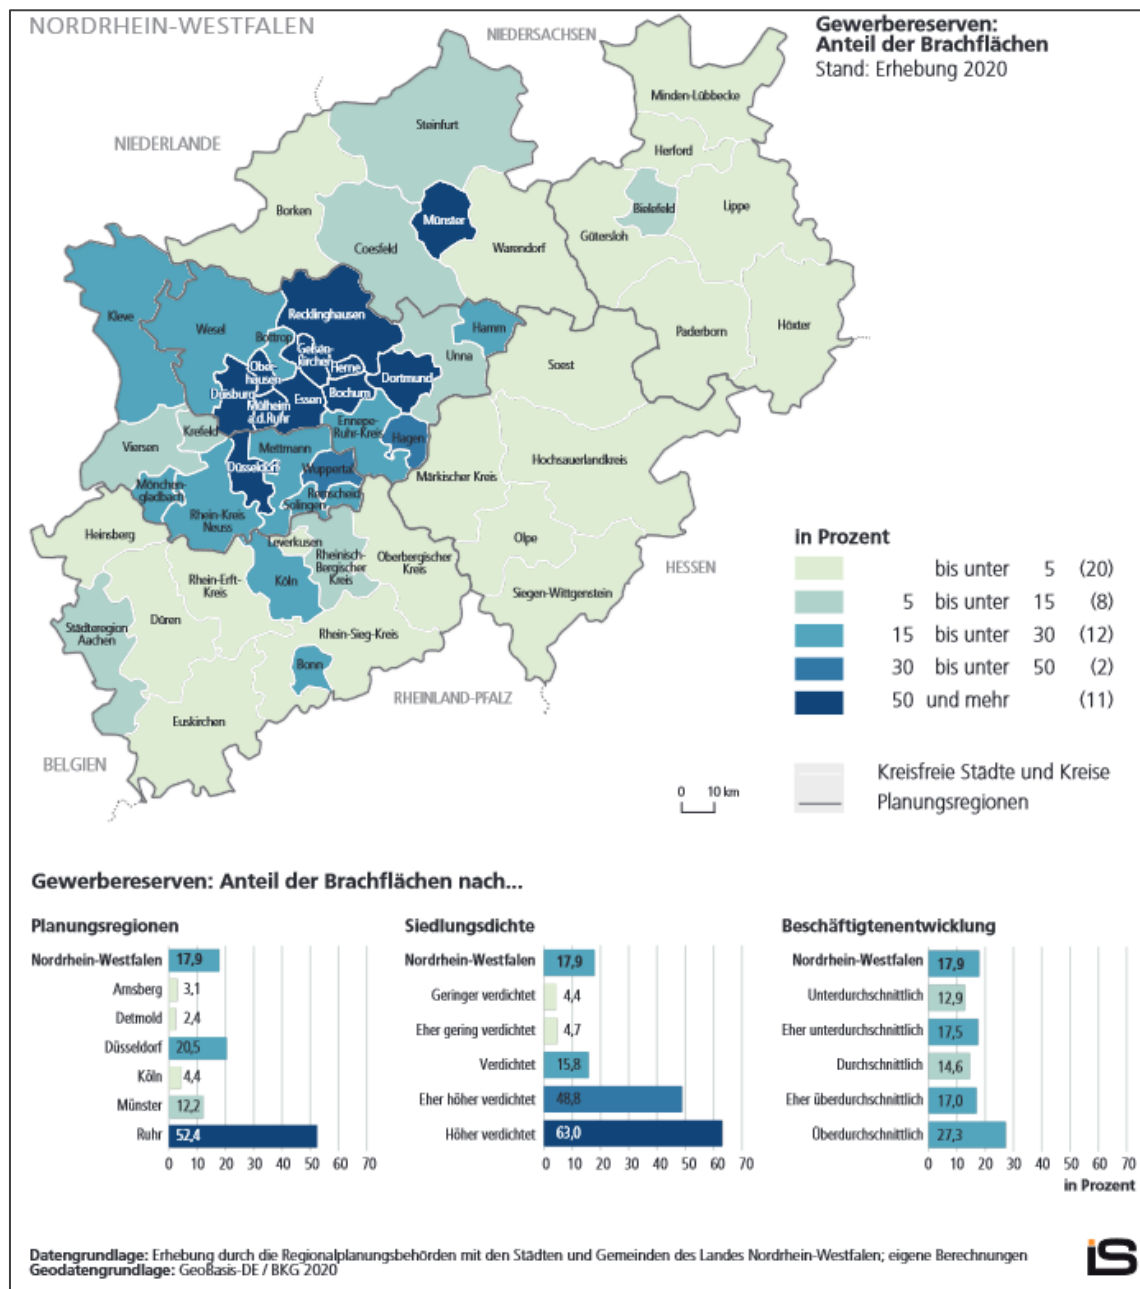 NORDRHEIN-WESTFALEN
NIEDERSACHSEN
Gewerbereserven:
Anteil der Brachflächen
Stand: Erhebung 2020
NIEDERLANDE
Minden-Lübbecke
Steinfurt
Herford
Borken
Münster
Bielefeld
Lippe
Coesfeld
Warendorf
Gütersloh
Kleve
Wesel
Recklinghausen
Bottrop
Hamm
Paderborn
Höxter
Gelsen-
kirchen
Ober-
hausen
Herne
Unna
Soest
Dortmund
Duisburg
Essen
Bochum
Mülheim
a.d.Ruhr
Ennepe-
Ruhr-Kreis
Hagen
Krefeld
Viersen
Mettmann
Düsseldorf
Wuppertal
Hochsauerlandkreis
Märkischer Kreis
Mönchen-
gladbach
Remscheid
Solingen
Rhein-Kreis
Neuss
Heinsberg
Leverkusen
Rheinisch-
Bergischer
Kreis
Oberbergischer
Kreis
Olpe
Rhein-Erft-
Kreis
Köln
Siegen-Wittgenstein
HESSEN
Düren
Städteregion
Aachen
Rhein-Sieg-Kreis
Bonn
RHEINLAND-PFALZ
Euskirchen
BELGIEN
0 10 km
in Prozent
bis unter 5 (20)
5 bis unter 15 (8)
15 bis unter 30 (12)
30 bis unter 50 (2)
50 und mehr (11)
Kreisfreie Städte und Kreise
Planungsregionen
Gewerbereserven: Anteil der Brachflächen nach...
Planungsregionen
Nordrhein-Westfalen 17,9
Arnsberg 3,1
Detmold 2,4
Düsseldorf 20,5
Köln 4,4
Münster 12,2
Ruhr 52,4
0 10 20 30 40 50 60 70
Siedlungsdichte
Nordrhein-Westfalen 17,9
Geringer verdichtet 4,4
Eher gering verdichtet 4,7
Verdichtet 15,8
Eher höher verdichtet 48,8
Höher verdichtet 63,0
0 10 20 30 40 50 60 70
Beschäftigtenentwicklung
Nordrhein-Westfalen 17,9
Unterdurchschnittlich 12,9
Eher unterdurchschnittlich 17,5
Durchschnittlich 14,6
Eher überdurchschnittlich 17,0
Überdurchschnittlich 27,3
0 10 20 30 40 50 60 70
in Prozent
Datengrundlage: Erhebung durch die Regionalplanungsbehörden mit den Städten und Gemeinden des Landes Nordrhein-Westfalen; eigene Berechnungen
Geodatengrundlage: GeoBasis-DE / BKG 2020
iS